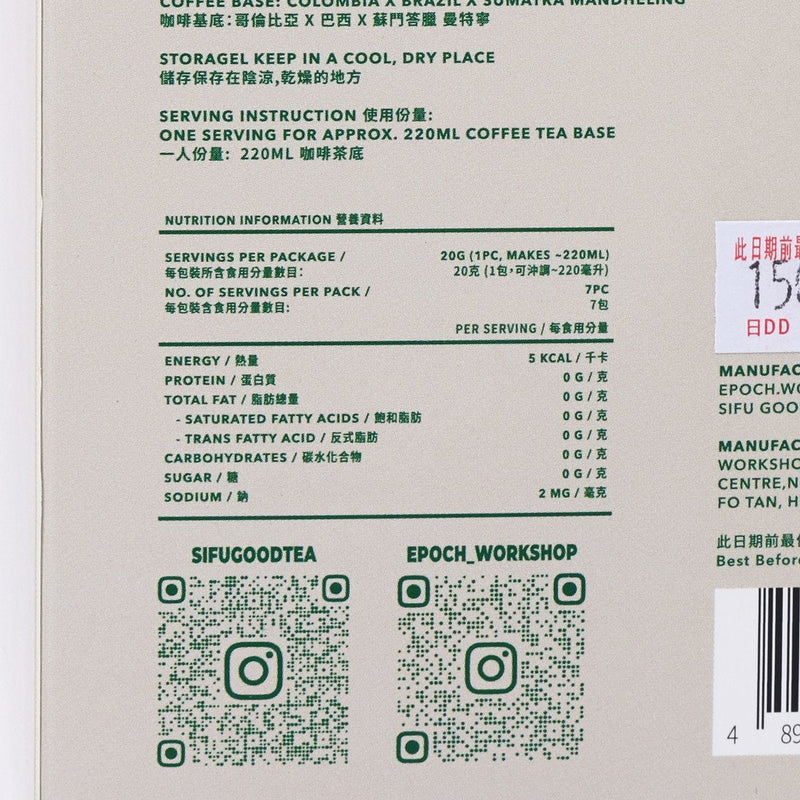 COFFEE BASE: COLOMBIA X BRAZIL X SUMATRA MANDHELING
咖啡基底：哥倫比亞 X 巴西 X 蘇門答臘 曼特寧
STORAGEL KEEP IN A COOL, DRY PLACE
儲存保存在陰涼,乾燥的地方
SERVING INSTRUCTION 使用份量:
ONE SERVING FOR APPROX. 220ML COFFEE TEA BASE
一人份量: 220ML 咖啡茶底
NUTRITION INFORMATION 營養資料
SERVINGS PER PACKAGE / 20G (1PC, MAKES ~220ML)
每包裝所含食用分量數目: 20克 (1包，可沖調~220毫升)
NO. OF SERVINGS PER PACK / 7PC
每包裝含食用分量數目: 7包
PER SERVING / 每食用分量
ENERGY / 熱量 5 KCAL / 千卡
PROTEIN / 蛋白質 0 G / 克
TOTAL FAT / 脂肪總量 0 G / 克
- SATURATED FATTY ACIDS / 飽和脂肪 0 G / 克
- TRANS FATTY ACID / 反式脂肪 0 G / 克
CARBOHYDRATES / 碳水化合物 0 G / 克
SUGAR / 糖 0 G / 克
SODIUM / 鈉 2 MG / 毫克
SIFUGOODTEA EPOCH_WORKSHOP
此日期前最
15
日DD
MANUFAC
EPOCH.WO
SIFU GOO
MANUFAC
WORKSHO
CENTRE,N
FO TAN, H
此日期前最
Best Before
4 89